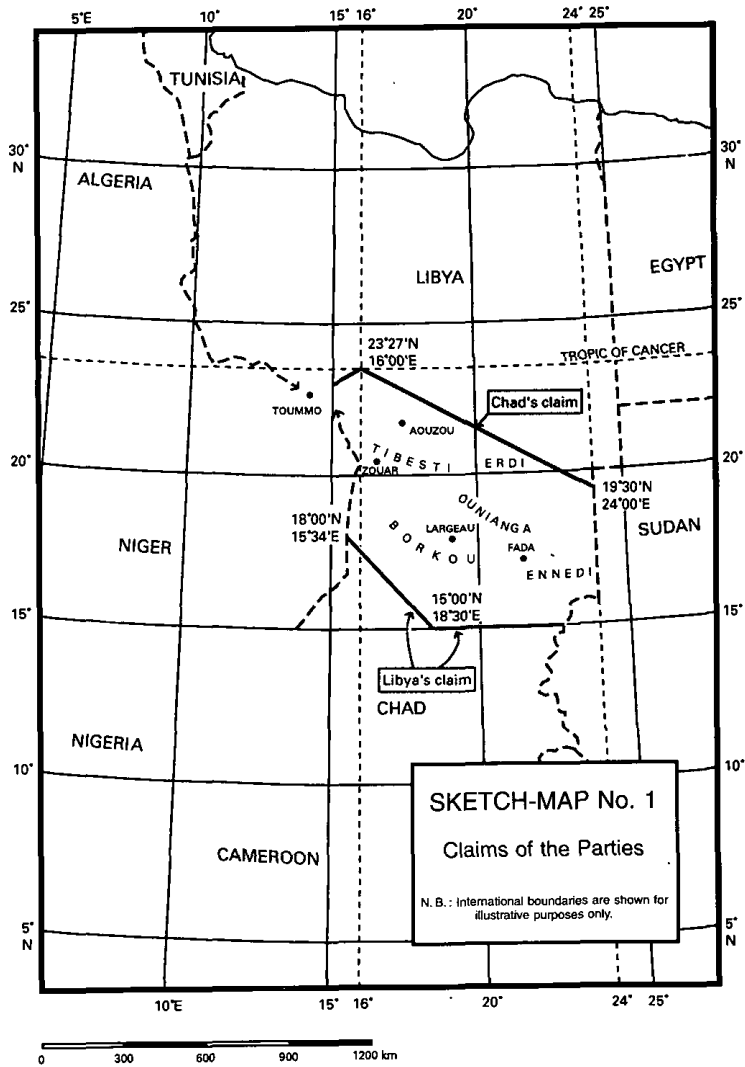 5°E 10° 15° 16° 20° 24° 25°
TUNISIA
30°
N
30°
N
ALGERIA
LIBYA
EGYPT
25°
25°
23°27'N
16°00'E
TROPIC OF CANCER
TOUMMO
Chad's claim
AOUZOU
TIBESTI ERDI
ZOUAR
20°
20°
19°30'N
24°00'E
OUNIANGA
18°00'N
15°34'E
LARGEAU
BORKOU
FADA
SUDAN
NIGER
ENNEDI
15°
15°
15°00'N
18°30'E
Libya's claim
CHAD
NIGERIA
10°
10°
SKETCH-MAP No. 1
Claims of the Parties
CAMEROON
N.B.: International boundaries are shown for
illustrative purposes only.
5°
N
5°
N
10°E 15° 16° 20° 24° 25°
0 300 600 900 1200 km